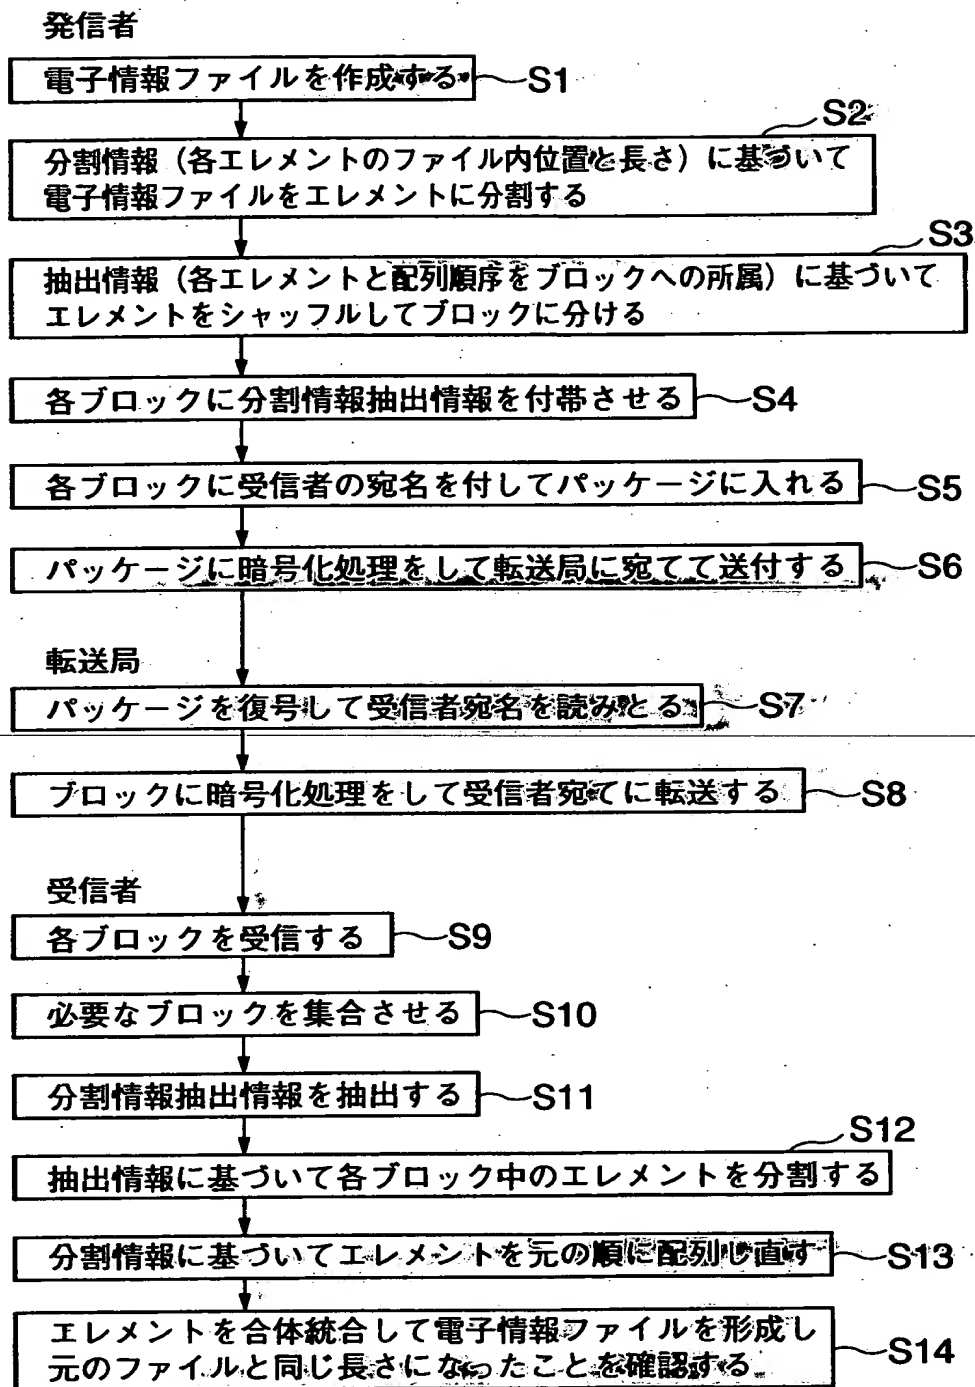 発信者
電子情報ファイルを作成する
S1
S2
分割情報（各エレメントのファイル内位置と長さ）に基づいて
電子情報ファイルをエレメントに分割する
S3
抽出情報（各エレメントと配列順序をブロックへの所属）に基づいて
エレメントをシャッフルしてブロックに分ける
各ブロックに分割情報抽出情報を付帯させる
S4
各ブロックに受信者の宛名を付してパッケージに入れる
S5
パッケージに暗号化処理をして転送局に宛てて送付する
S6
転送局
パッケージを復号して受信者宛名を読みとる
S7
ブロックに暗号化処理をして受信者宛てに転送する
S8
受信者
各ブロックを受信する
S9
必要なブロックを集合させる
S10
分割情報抽出情報を抽出する
S11
S12
抽出情報に基づいて各ブロック中のエレメントを分割する
分割情報に基づいてエレメントを元の順に配列し直す
S13
エレメントを合体統合して電子情報ファイルを形成し
元のファイルと同じ長さになったことを確認する
S14